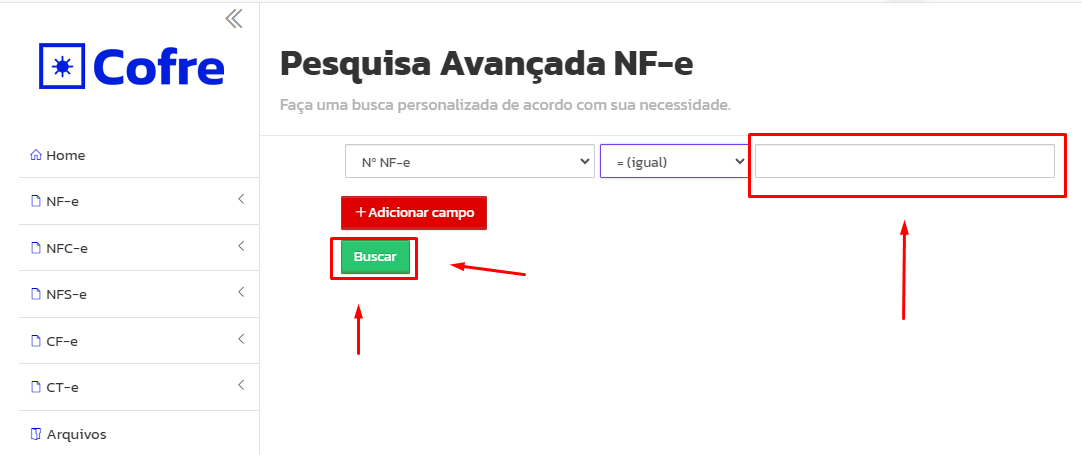 Cofre
Pesquisa Avançada NF-e
Faça uma busca personalizada de acordo com sua necessidade.
Home
NF-e
NFC-e
NFS-e
CF-e
CT-e
Arquivos
Nº NF-e
= (igual)
+ Adicionar campo
Buscar